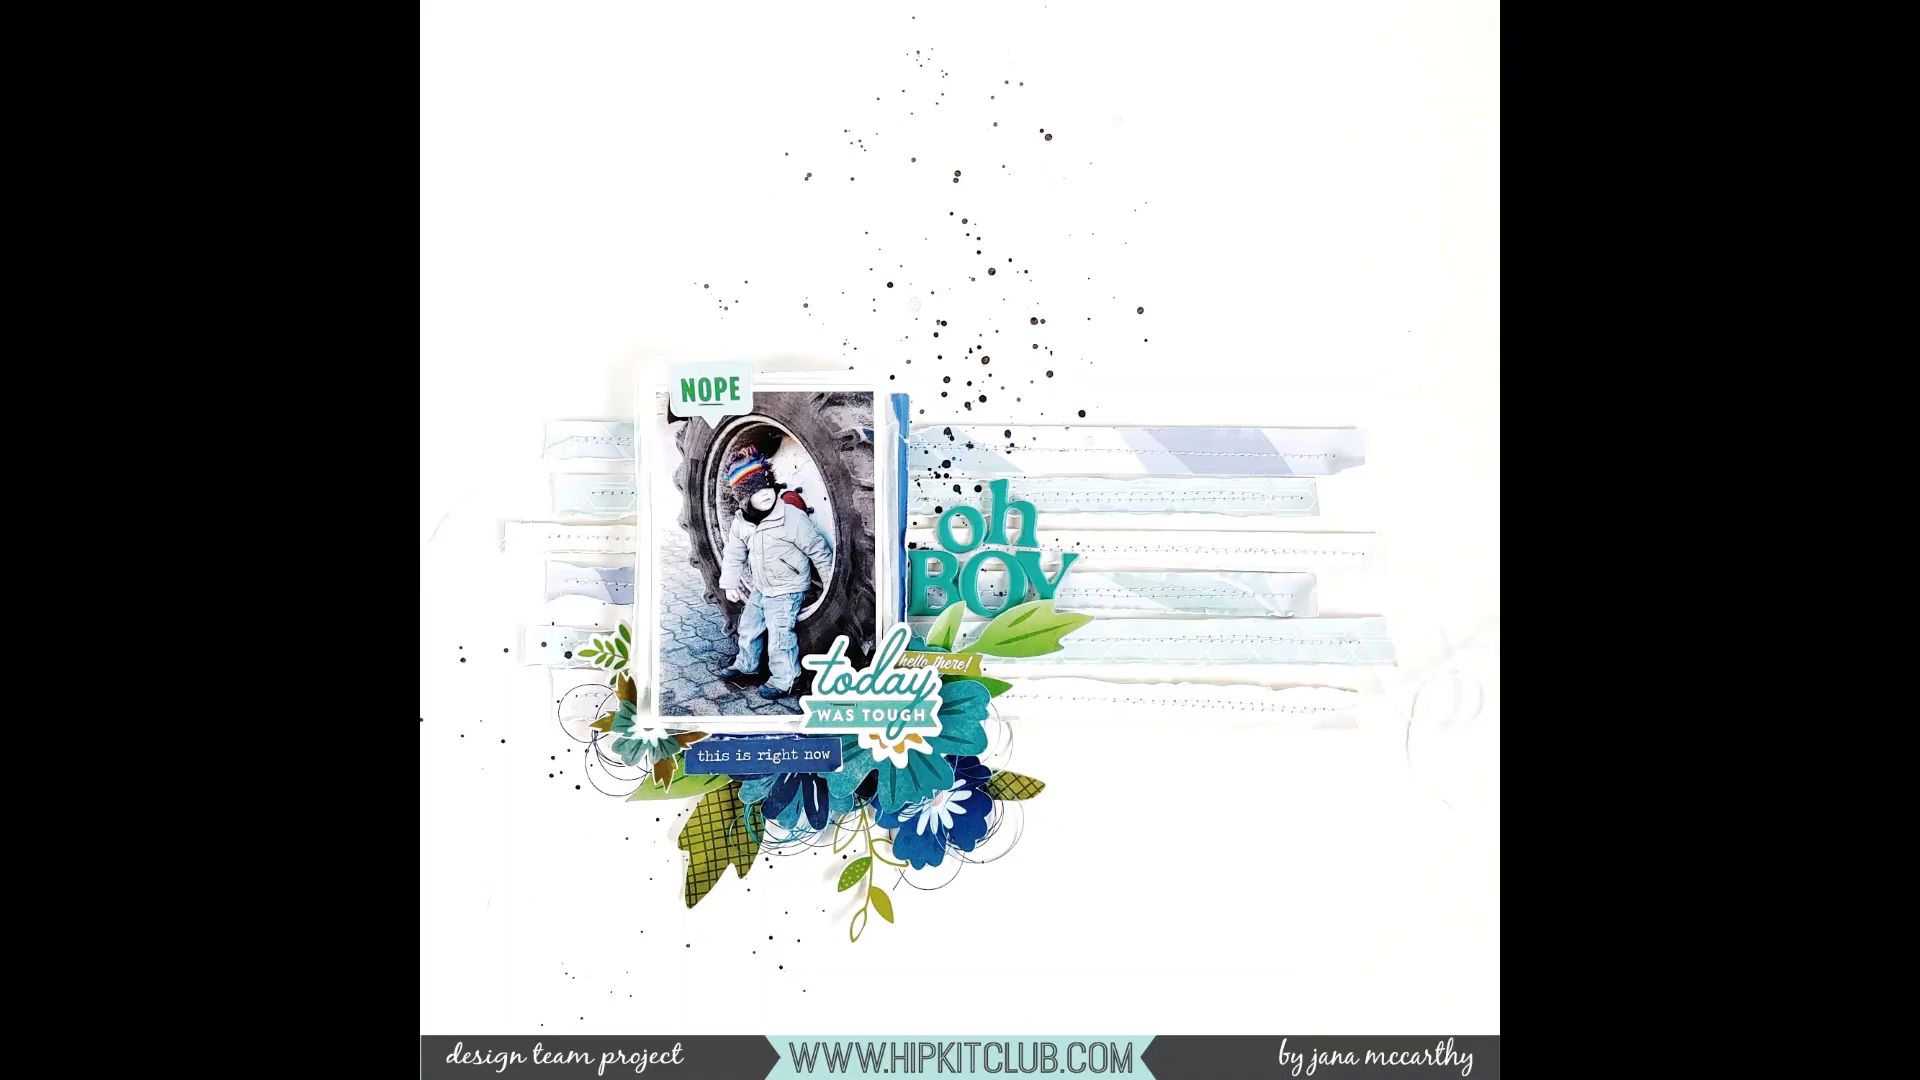 NOPE
oh
BOY
hello there!
today
WAS TOUGH
this is right now
design team project
WWW.HIPKITCLUB.COM
by jana mccarthy